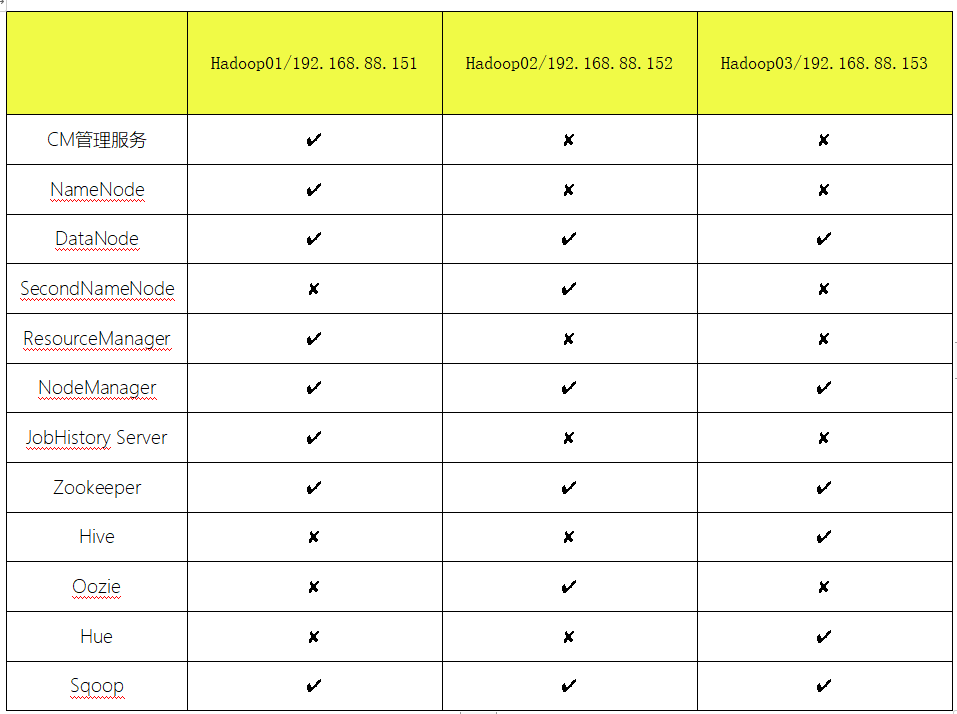 Hadoop01/192.168.88.151 Hadoop02/192.168.88.152 Hadoop03/192.168.88.153
CM管理服务 ✔ ✘ ✘
NameNode ✔ ✘ ✘
DataNode ✔ ✔ ✔
SecondNameNode ✘ ✔ ✘
ResourceManager ✔ ✘ ✘
NodeManager ✔ ✔ ✔
JobHistory Server ✔ ✘ ✘
Zookeeper ✔ ✔ ✔
Hive ✘ ✘ ✔
Oozie ✘ ✔ ✘
Hue ✘ ✘ ✔
Sqoop ✔ ✔ ✔